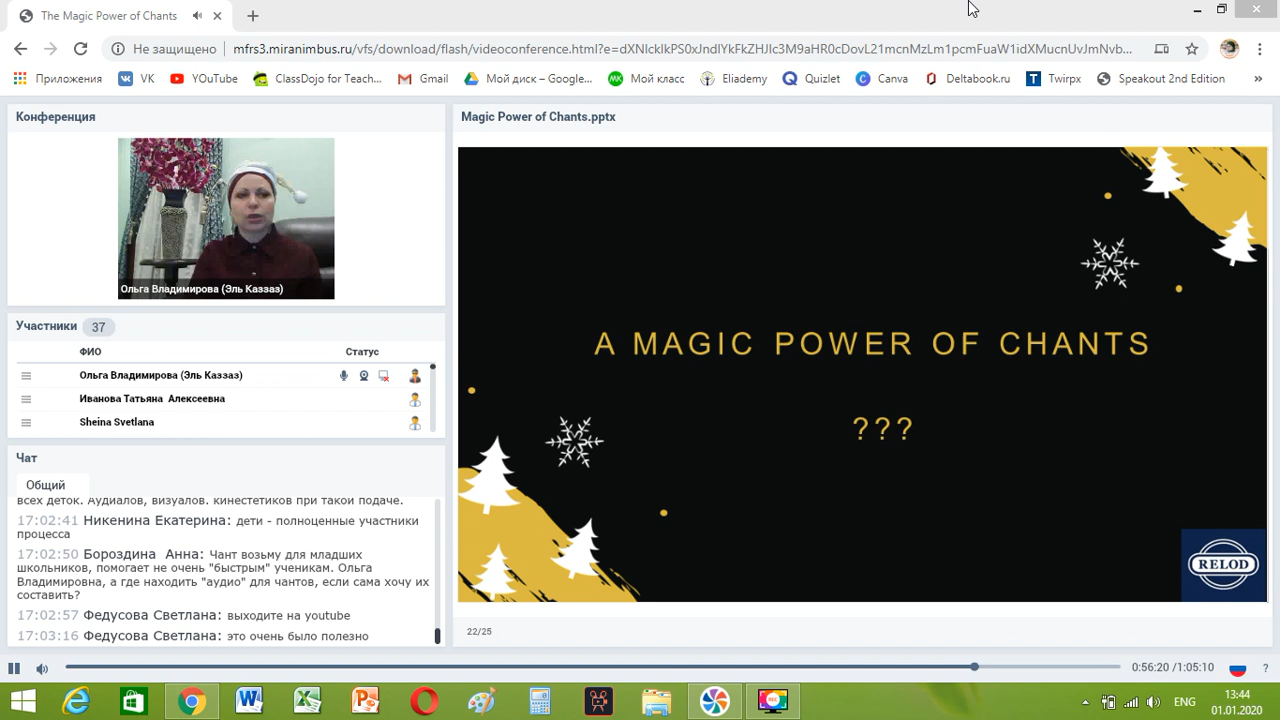 The Magic Power of Chants
Не защищено mfrs3.miranimbus.ru/vfs/download/flash/videoconference.html?e=dXNlcklkPS0xJndlYkFkZHJlc3M9aHR0cDovL21mcnMzLm1pcmFuaW1idXMucnUvJmNvb...
Приложения VK YOutube ClassDojo for Teach... Gmail Мой диск – Google... Мой класс Eliademy Quizlet Canva Deltabook.ru Twirpx Speakout 2nd Edition »
Конференция
Ольга Владимирова (Эль Каззаз)
Участники 37
ФИО Статус
Ольга Владимирова (Эль Каззаз)
Иванова Татьяна Алексеевна
Sheina Svetlana
Чат
Общий
всех деток. Аудиалов, визуалов. кинестетиков при такой подаче.
17:02:41 Никенина Екатерина: дети - полноценные участники
процесса
17:02:50 Бороздина Анна: Чант возьму для младших
школьников, помогает не очень "быстрым" ученикам. Ольга
Владимировна, а где находить "аудио" для чантов, если сама хочу их
составить?
17:02:57 Федусова Светлана: выходите на youtube
17:03:16 Федусова Светлана: это очень было полезно
Magic Power of Chants.pptx
A MAGIC POWER OF CHANTS
???
RELOD
22/25
0:56:20 /1:05:10 ?
ENG
13:44
01.01.2020